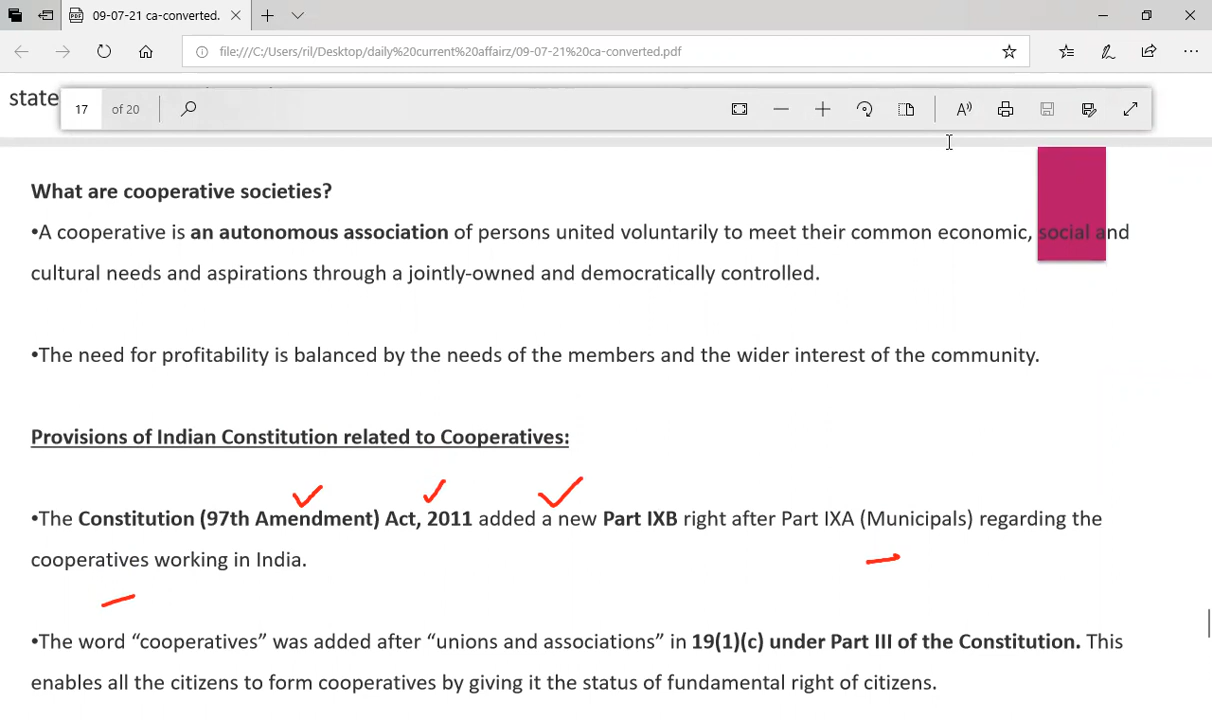 09-07-21 ca-converted.
file:///C:/Users/ril/Desktop/daily%20current%20affairz/09-07-21%20ca-converted.pdf
state
17 of 20
What are cooperative societies?
•A cooperative is an autonomous association of persons united voluntarily to meet their common economic, social and
cultural needs and aspirations through a jointly-owned and democratically controlled.
•The need for profitability is balanced by the needs of the members and the wider interest of the community.
Provisions of Indian Constitution related to Cooperatives:
•The Constitution (97th Amendment) Act, 2011 added a new Part IXB right after Part IXA (Municipals) regarding the
cooperatives working in India.
•The word “cooperatives” was added after “unions and associations” in 19(1)(c) under Part III of the Constitution. This
enables all the citizens to form cooperatives by giving it the status of fundamental right of citizens.